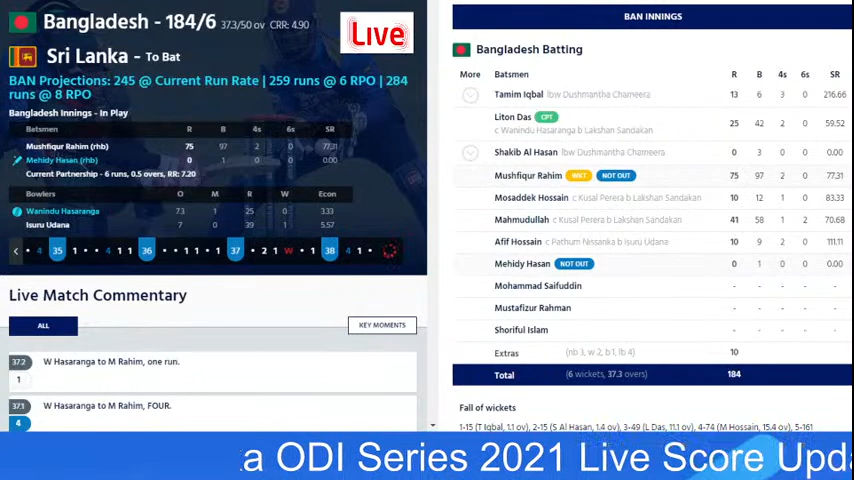 Bangladesh - 184/6 37.3/50 ov CRR: 4.90
Live
Sri Lanka - To Bat
BAN Projections: 245 @ Current Run Rate | 259 runs @ 6 RPO | 284
runs @ 8 RPO
Bangladesh Innings - In Play
Batsmen R B 4s 6s SR
Mushfiqur Rahim (rhb) 75 97 2 0 77.31
Mehidy Hasan (rhb) 0 1 0 0 0.00
Current Partnership - 6 runs, 0.5 overs, RR: 7.20
Bowlers O M R W Econ
Wanindu Hasaranga 7.3 1 25 0 3.33
Isuru Udana 7 0 39 1 5.57
4 35 1 • • 4 1 1 36 • • 1 1 • 1 37 • 2 1 W • 38 4 1 •
Live Match Commentary
ALL KEY MOMENTS
37.2 W Hasaranga to M Rahim, one run.
1
37.1 W Hasaranga to M Rahim, FOUR.
4
BAN INNINGS
Bangladesh Batting
More Batsmen R B 4s 6s SR
Tamim Iqbal lbw Dushmantha Chameera 13 6 3 0 216.66
Liton Das CPT
c Wanindu Hasaranga b Lakshan Sandakan 25 42 2 0 59.52
Shakib Al Hasan lbw Dushmantha Chameera 0 3 0 0 0.00
Mushfiqur Rahim WKT NOT OUT 75 97 2 0 77.31
Mosaddek Hossain c Kusal Perera b Lakshan Sandakan 10 12 1 0 83.33
Mahmudullah c Kusal Perera b Lakshan Sandakan 41 58 1 2 70.68
Afif Hossain c Pathum Nissanka b Isuru Udana 10 9 2 0 111.11
Mehidy Hasan NOT OUT 0 1 0 0 0.00
Mohammad Saifuddin - - - - -
Mustafizur Rahman - - - - -
Shoriful Islam - - - - -
Extras (nb 3, w 2, b 1, lb 4) 10
Total (6 wickets, 37.3 overs) 184
Fall of wickets
1-15 (T Iqbal, 1.1 ov), 2-15 (S Al Hasan, 1.4 ov), 3-49 (L Das, 11.1 ov), 4-74 (M Hossain, 15.4 ov), 5-161
a ODI Series 2021 Live Score Upda